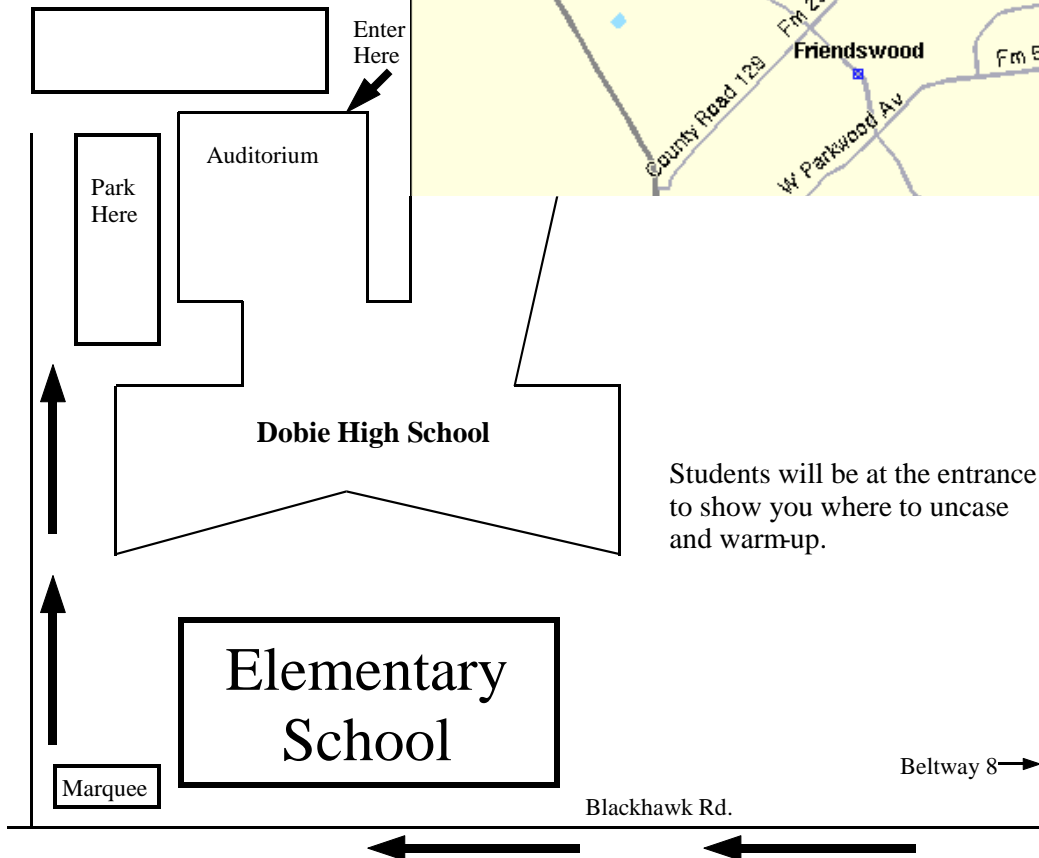 Enter
Here
Auditorium
Park
Here
Friendswood
County Road 129
W Parkwood Av
Dobie High School
Students will be at the entrance
to show you where to uncase
and warm-up.
Elementary
School
Marquee
Beltway 8
Blackhawk Rd.